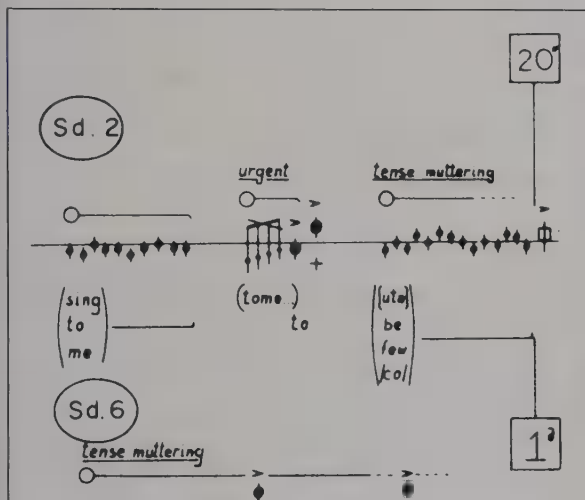 20"
Sd. 2
urgent
tense muttering
(sing
to
me)
(tome...)
to
([uta]
be
few
/co/)
Sd. 6
1"
tense muttering